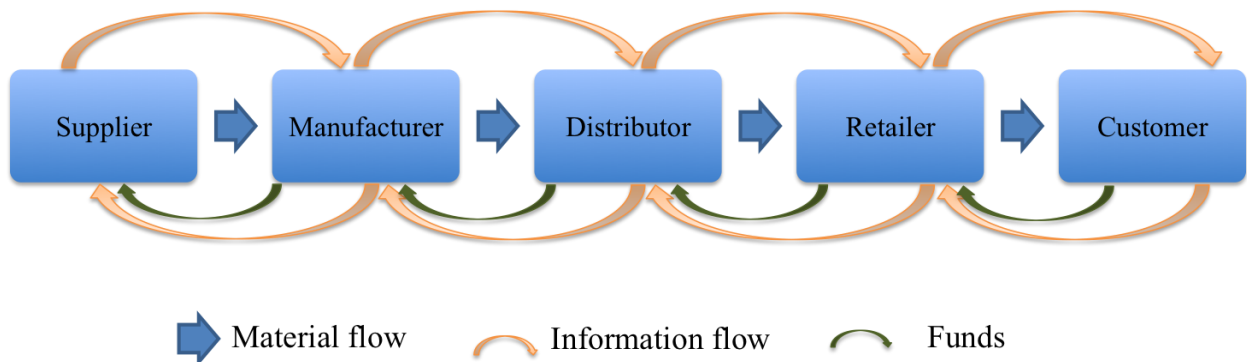 Supplier
Manufacturer
Distributor
Retailer
Customer
Material flow
Information flow
Funds